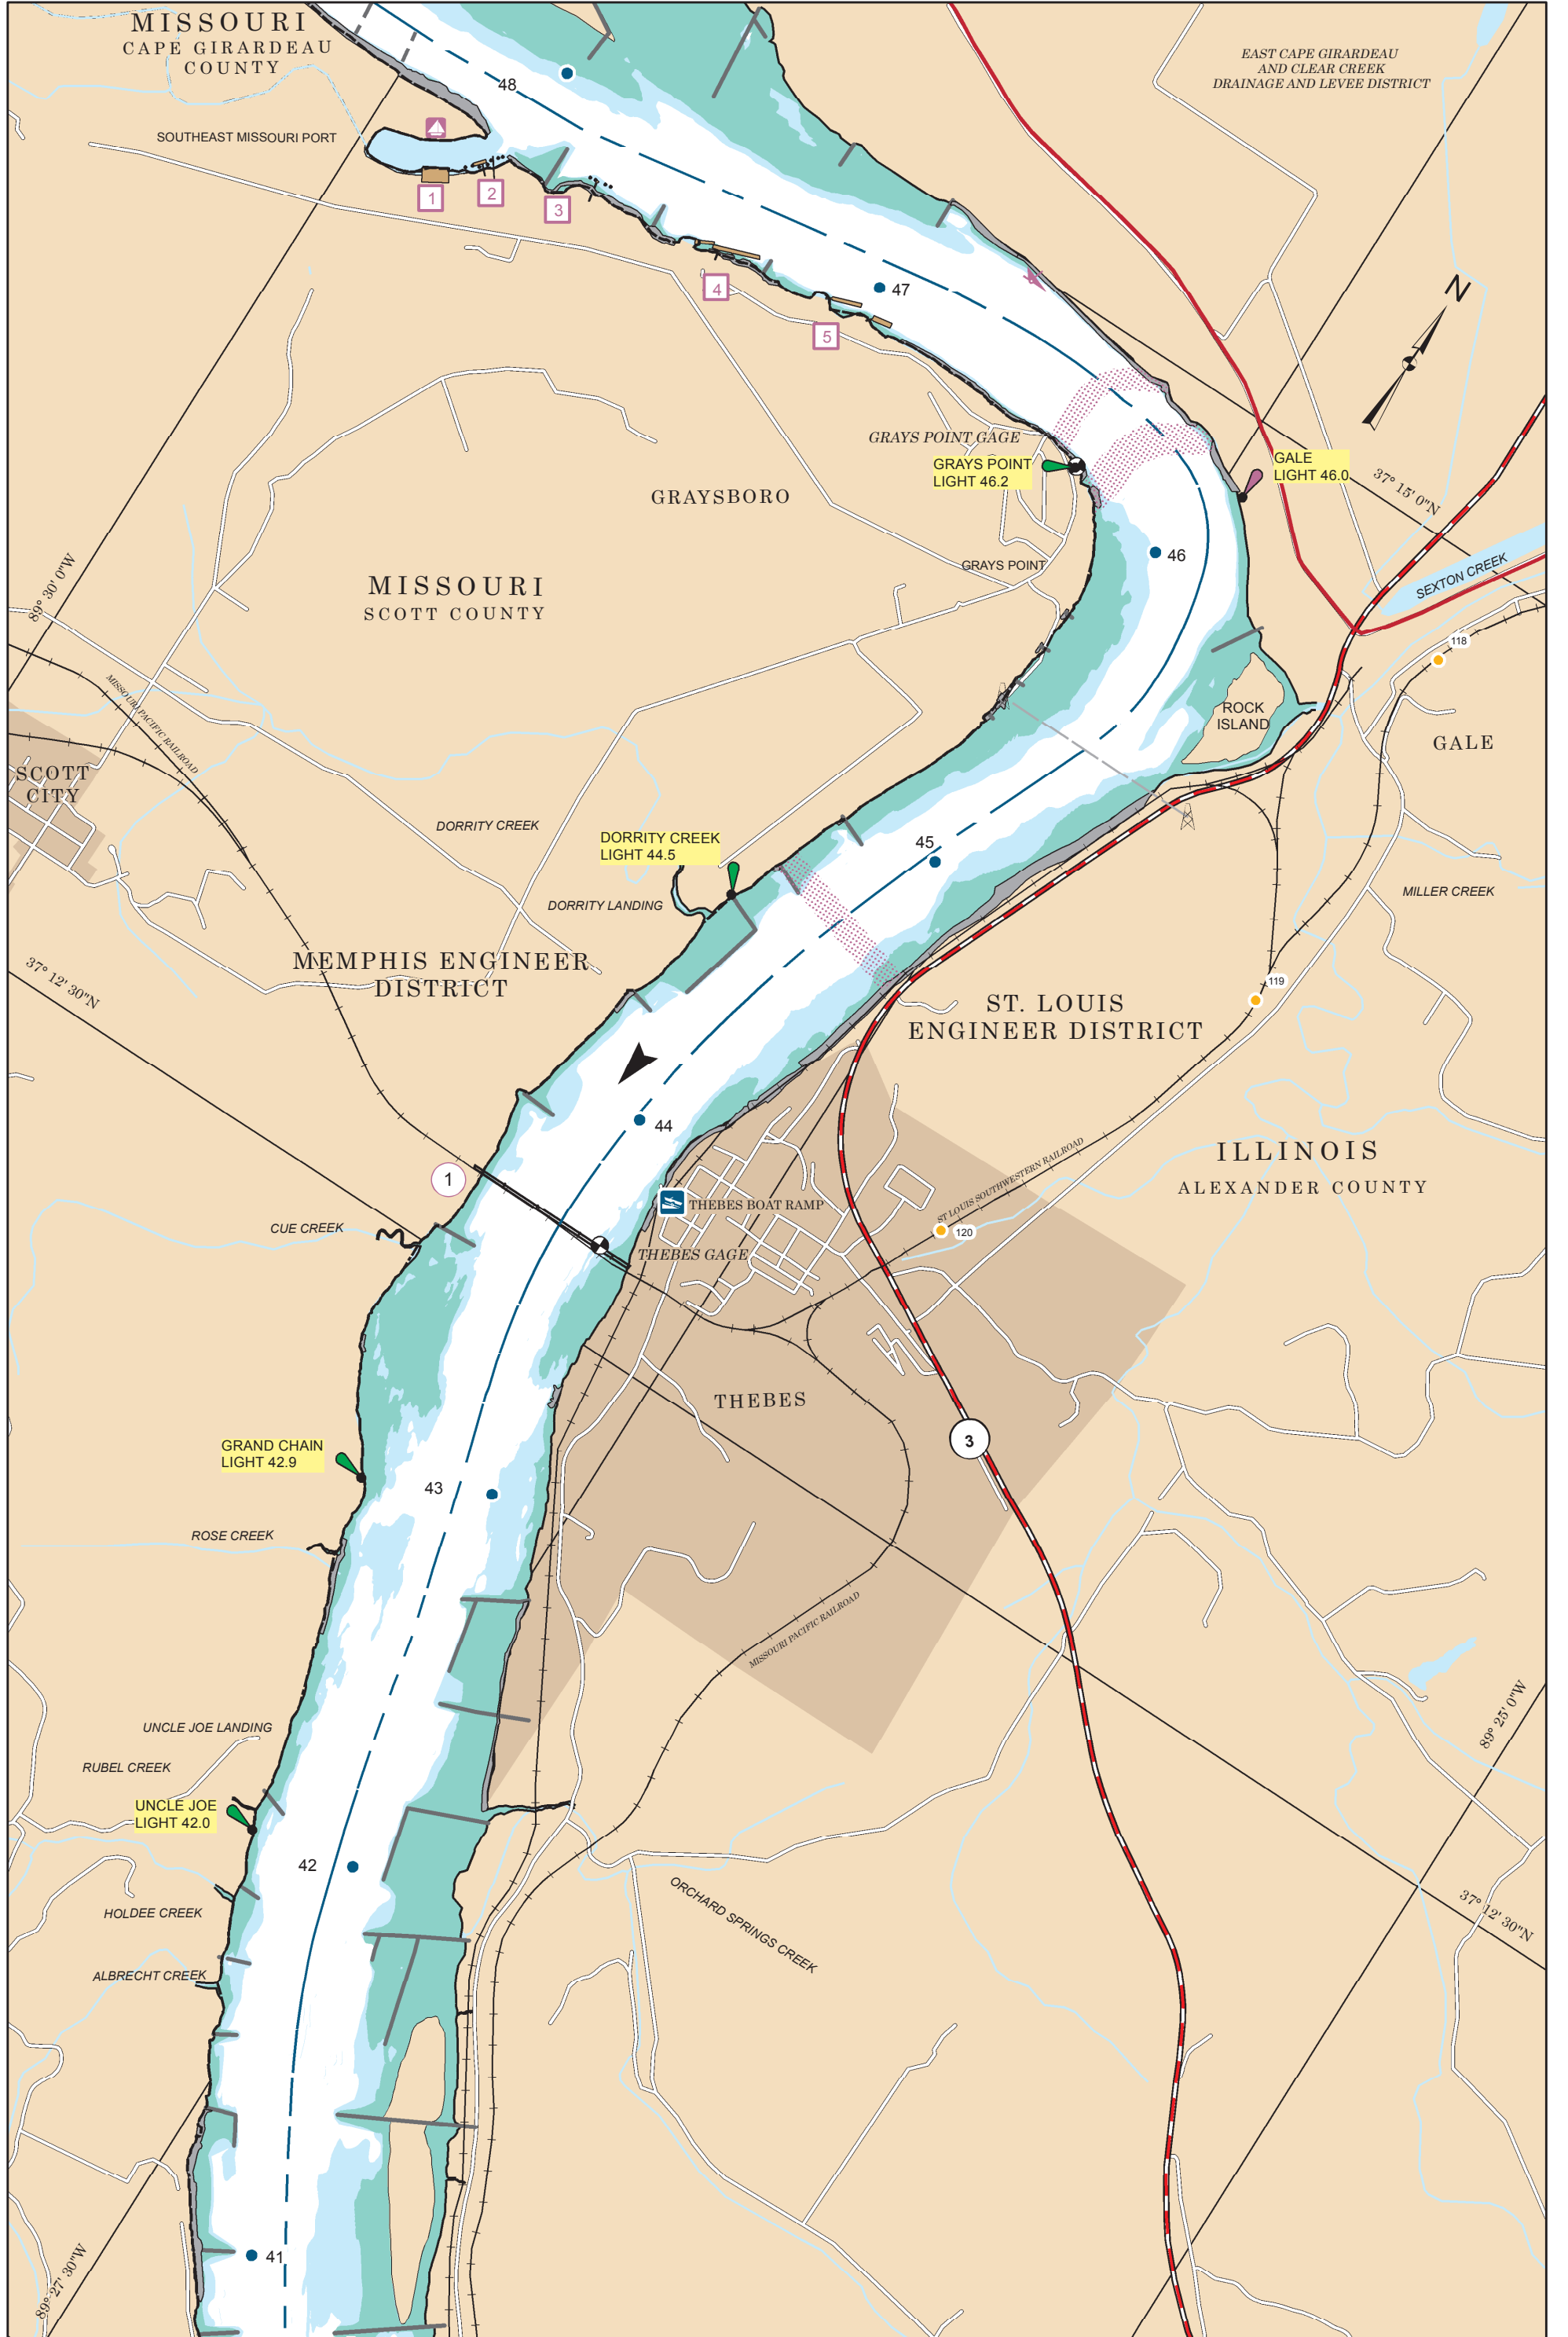 MISSOURI
CAPE GIRARDEAU
COUNTY
EAST CAPE GIRARDEAU
AND CLEAR CREEK
DRAINAGE AND LEVEE DISTRICT
48
SOUTHEAST MISSOURI PORT
1
2
3
4
47
5
N
GRAYS POINT GAGE
GRAYS POINT
LIGHT 46.2
GALE
LIGHT 46.0
37° 15' 0"N
GRAYSBORO
46
GRAYS POINT
SEXTON CREEK
89° 30' 0"W
MISSOURI
SCOTT COUNTY
118
MISSOURI PACIFIC RAILROAD
ROCK
ISLAND
GALE
SCOTT
CITY
DORRITY CREEK
DORRITY CREEK
LIGHT 44.5
45
MILLER CREEK
DORRITY LANDING
37° 12' 30"N
MEMPHIS ENGINEER
DISTRICT
119
ST. LOUIS
ENGINEER DISTRICT
44
ILLINOIS
ALEXANDER COUNTY
1
THEBES BOAT RAMP
ST LOUIS SOUTHWESTERN RAILROAD
120
CUE CREEK
THEBES GAGE
THEBES
3
GRAND CHAIN
LIGHT 42.9
43
ROSE CREEK
MISSOURI PACIFIC RAILROAD
89° 25' 0"W
UNCLE JOE LANDING
RUBEL CREEK
UNCLE JOE
LIGHT 42.0
42
HOLDEE CREEK
ORCHARD SPRINGS CREEK
37° 12' 30"N
ALBRECHT CREEK
41
89° 27' 30"W